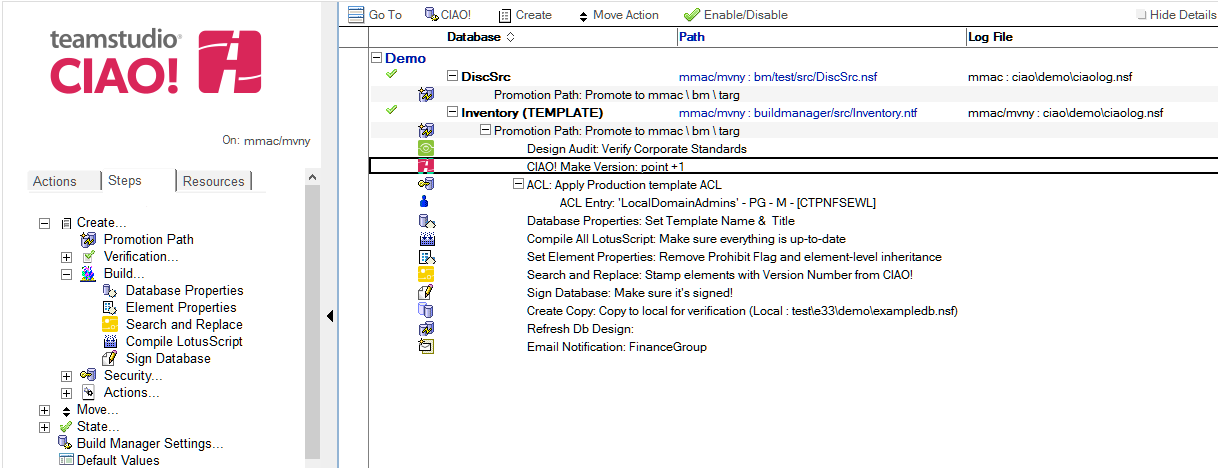 teamstudio®
CIAO!
On: mmac/mvny
Actions Steps Resources
Create...
Promotion Path
Verification...
Build...
Database Properties
Element Properties
Search and Replace
Compile LotusScript
Sign Database
Security...
Actions...
Move...
State...
Build Manager Settings...
Default Values
Go To CIAO! Create Move Action Enable/Disable Hide Details
Database Path Log File
Demo
DiscSrc mmac/mvny : bm/test/src/DiscSrc.nsf mmac : ciao\demo\ciaolog.nsf
Promotion Path: Promote to mmac \ bm \ targ
Inventory (TEMPLATE) mmac/mvny : buildmanager/src/Inventory.ntf mmac/mvny : ciao\demo\ciaolog.nsf
Promotion Path: Promote to mmac \ bm \ targ
Design Audit: Verify Corporate Standards
CIAO! Make Version: point +1
ACL: Apply Production template ACL
ACL Entry: 'LocalDomainAdmins' - PG - M - [CTPNFSEWL]
Database Properties: Set Template Name & Title
Compile All LotusScript: Make sure everything is up-to-date
Set Element Properties: Remove Prohibit Flag and element-level inheritance
Search and Replace: Stamp elements with Version Number from CIAO!
Sign Database: Make sure it's signed!
Create Copy: Copy to local for verification (Local : test\e33\demo\exampledb.nsf)
Refresh Db Design:
Email Notification: FinanceGroup